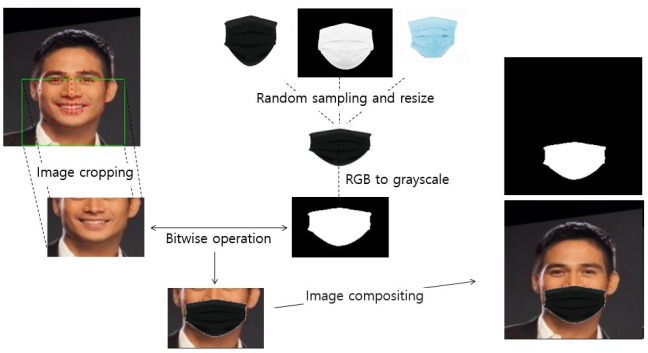 Random sampling and resize
Image cropping
RGB to grayscale
Bitwise operation
Image compositing